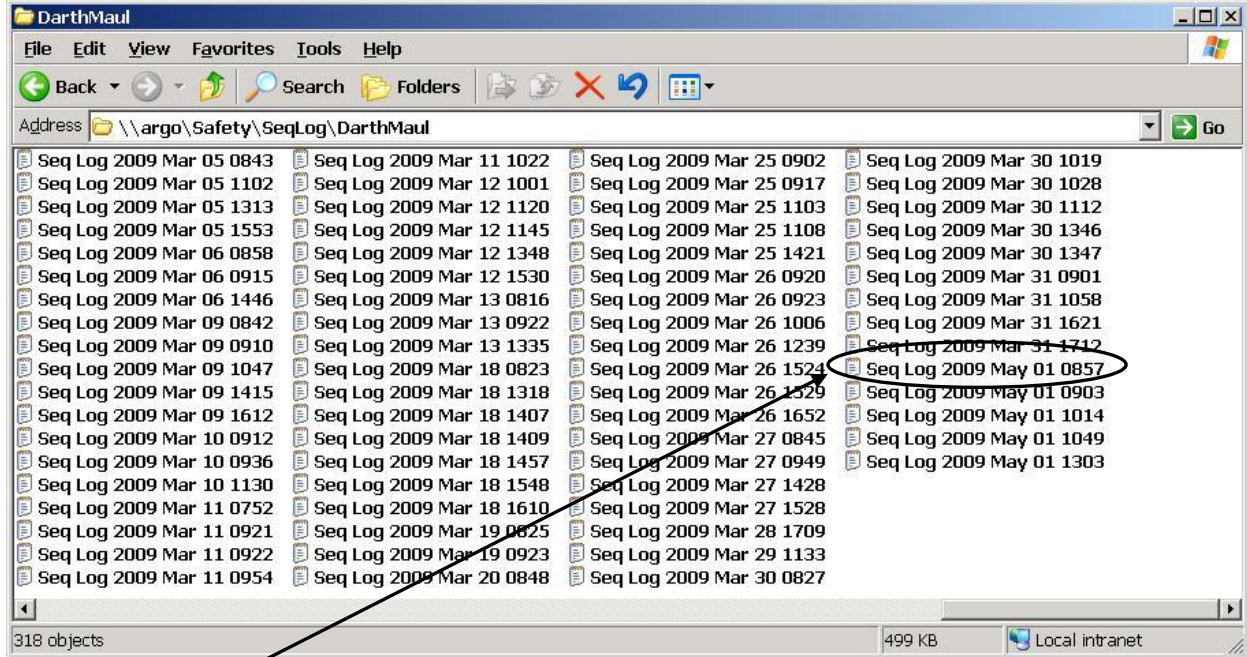 DarthMaul
File Edit View Favorites Tools Help
Back Search Folders
Address \\argo\Safety\SeqLog\DarthMaul Go
Seq Log 2009 Mar 05 0843
Seq Log 2009 Mar 05 1102
Seq Log 2009 Mar 05 1313
Seq Log 2009 Mar 05 1553
Seq Log 2009 Mar 06 0858
Seq Log 2009 Mar 06 0915
Seq Log 2009 Mar 06 1446
Seq Log 2009 Mar 09 0842
Seq Log 2009 Mar 09 0910
Seq Log 2009 Mar 09 1047
Seq Log 2009 Mar 09 1415
Seq Log 2009 Mar 09 1612
Seq Log 2009 Mar 10 0912
Seq Log 2009 Mar 10 0936
Seq Log 2009 Mar 10 1130
Seq Log 2009 Mar 11 0752
Seq Log 2009 Mar 11 0921
Seq Log 2009 Mar 11 0922
Seq Log 2009 Mar 11 0954
Seq Log 2009 Mar 11 1022
Seq Log 2009 Mar 12 1001
Seq Log 2009 Mar 12 1120
Seq Log 2009 Mar 12 1145
Seq Log 2009 Mar 12 1348
Seq Log 2009 Mar 12 1530
Seq Log 2009 Mar 13 0816
Seq Log 2009 Mar 13 0922
Seq Log 2009 Mar 13 1335
Seq Log 2009 Mar 18 0823
Seq Log 2009 Mar 18 1318
Seq Log 2009 Mar 18 1407
Seq Log 2009 Mar 18 1409
Seq Log 2009 Mar 18 1457
Seq Log 2009 Mar 18 1548
Seq Log 2009 Mar 18 1610
Seq Log 2009 Mar 19 0825
Seq Log 2009 Mar 19 0923
Seq Log 2009 Mar 20 0848
Seq Log 2009 Mar 25 0902
Seq Log 2009 Mar 25 0917
Seq Log 2009 Mar 25 1103
Seq Log 2009 Mar 25 1108
Seq Log 2009 Mar 25 1421
Seq Log 2009 Mar 26 0920
Seq Log 2009 Mar 26 0923
Seq Log 2009 Mar 26 1006
Seq Log 2009 Mar 26 1239
Seq Log 2009 Mar 26 1524
Seq Log 2009 Mar 26 1529
Seq Log 2009 Mar 26 1652
Seq Log 2009 Mar 27 0845
Seq Log 2009 Mar 27 0949
Seq Log 2009 Mar 27 1428
Seq Log 2009 Mar 27 1528
Seq Log 2009 Mar 28 1709
Seq Log 2009 Mar 29 1133
Seq Log 2009 Mar 30 0827
Seq Log 2009 Mar 30 1019
Seq Log 2009 Mar 30 1028
Seq Log 2009 Mar 30 1112
Seq Log 2009 Mar 30 1346
Seq Log 2009 Mar 30 1347
Seq Log 2009 Mar 31 0901
Seq Log 2009 Mar 31 1058
Seq Log 2009 Mar 31 1621
Seq Log 2009 Mar 31 1712
Seq Log 2009 May 01 0857
Seq Log 2009 May 01 0903
Seq Log 2009 May 01 1014
Seq Log 2009 May 01 1049
Seq Log 2009 May 01 1303
318 objects 499 KB Local intranet